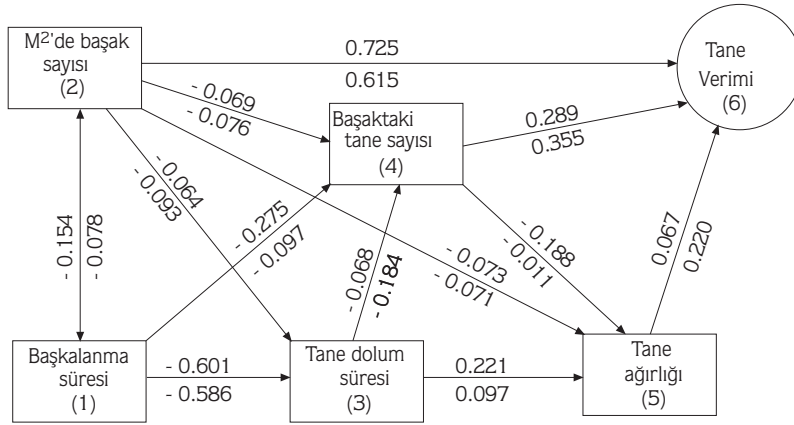 M²'de başak
sayısı
(2)
0.725
0.615
Tane
Verimi
(6)
- 0.069
- 0.076
Başaktaki
tane sayısı
(4)
0.289
0.355
- 0.064
- 0.093
- 0.154
- 0.078
- 0.275
- 0.097
- 0.068
- 0.184
- 0.073
- 0.071
- 0.188
- 0.011
0.067
0.220
Başkalanma
süresi
(1)
- 0.601
- 0.586
Tane dolum
süresi
(3)
0.221
0.097
Tane
ağırlığı
(5)